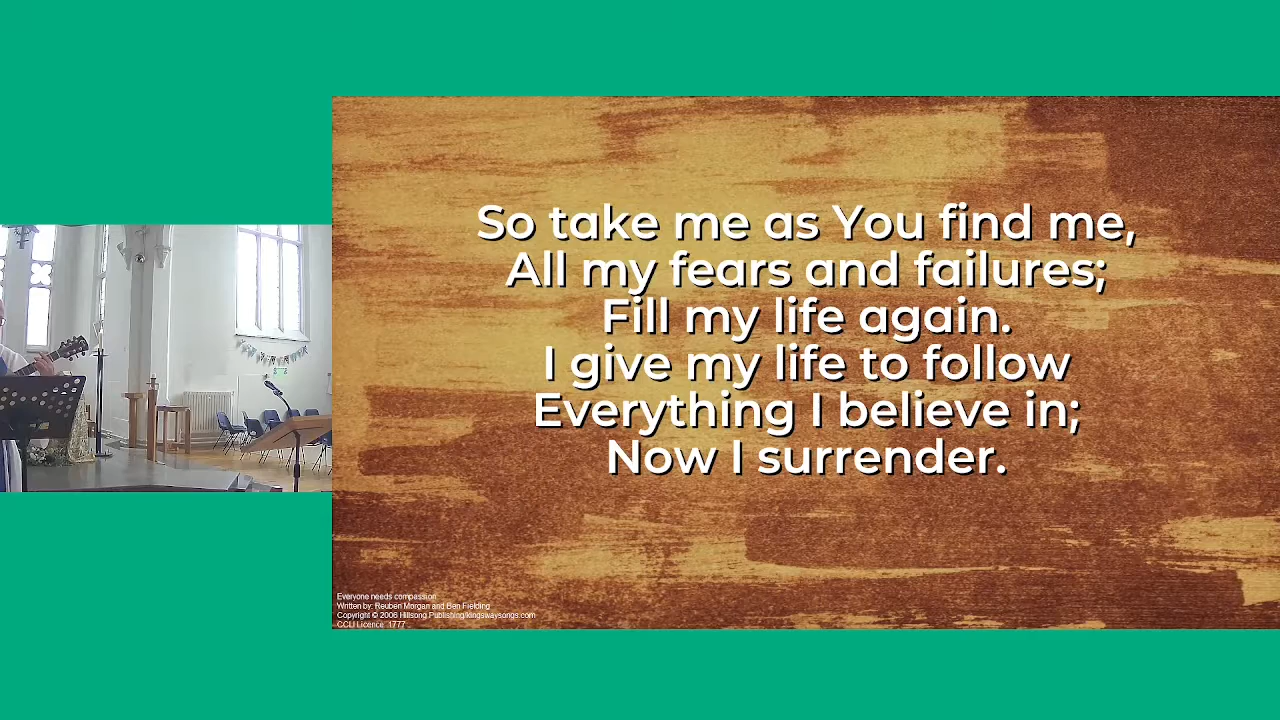 So take me as You find me,
All my fears and failures;
Fill my life again.
I give my life to follow
Everything I believe in;
Now I surrender.
Everyone needs compassion
Written by: Reuben Morgan and Ben Fielding
Copyright © 2006 Hillsong Publishing/kingswaysongs.com
CCLI Licence: 1777